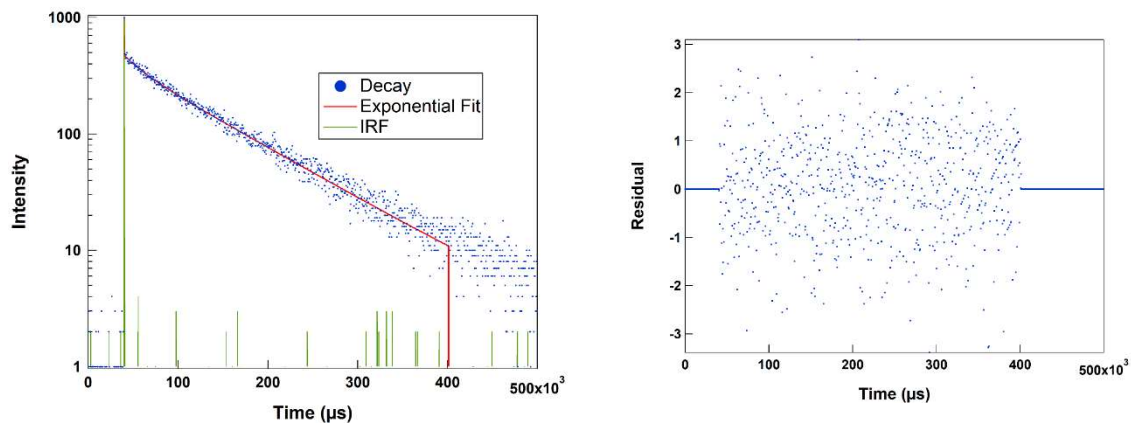 1000
100
10
1
Intensity
Decay
Exponential Fit
IRF
0 100 200 300 400 500x10³
Time (µs)
3
2
1
0
-1
-2
-3
Residual
0 100 200 300 400 500x10³
Time (µs)